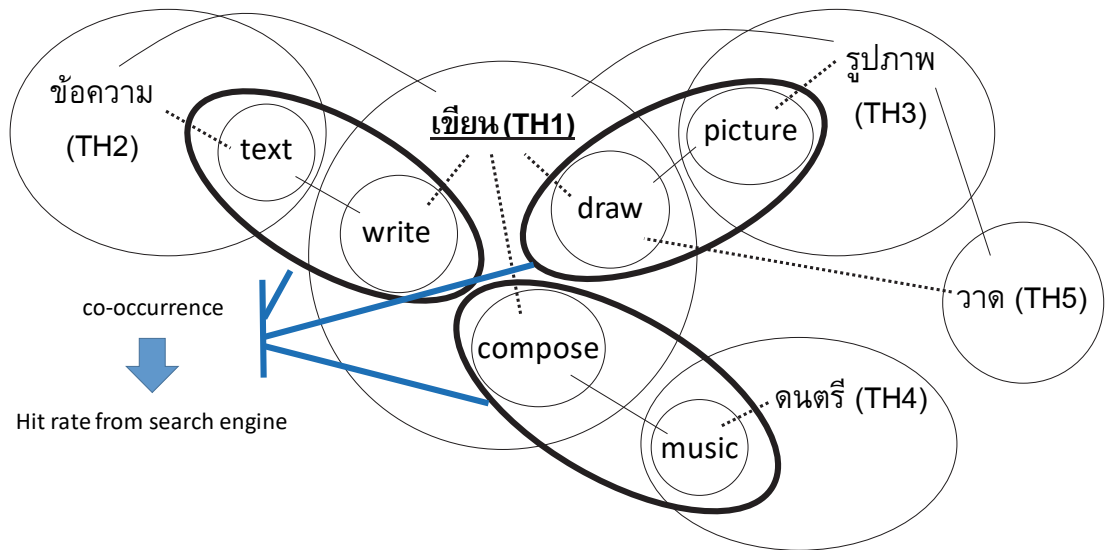 ข้อความ
(TH2)
text
write
เขียน (TH1)
draw
picture
รูปภาพ
(TH3)
วาด (TH5)
compose
music
ดนตรี (TH4)
co-occurrence
Hit rate from search engine